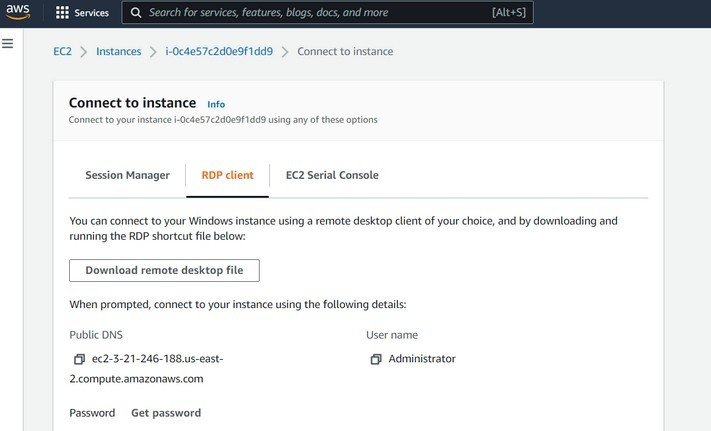 aws
Services
Search for services, features, blogs, docs, and more
[Alt+S]
EC2 > Instances > i-0c4e57c2d0e9f1dd9 > Connect to instance
Connect to instance Info
Connect to your instance i-0c4e57c2d0e9f1dd9 using any of these options
Session Manager
RDP client
EC2 Serial Console
You can connect to your Windows instance using a remote desktop client of your choice, and by downloading and
running the RDP shortcut file below:
Download remote desktop file
When prompted, connect to your instance using the following details:
Public DNS
ec2-3-21-246-188.us-east-
2.compute.amazonaws.com
User name
Administrator
Password Get password